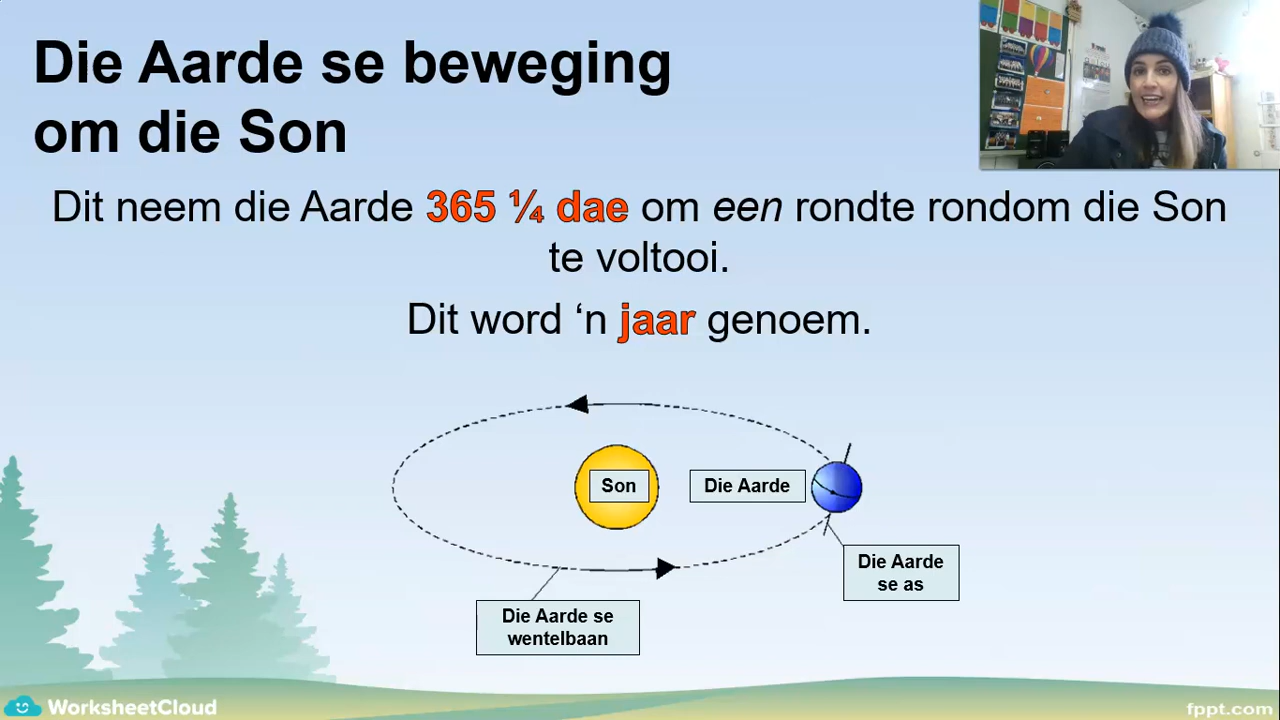 Die Aarde se beweging
om die Son
Dit neem die Aarde 365 ¼ dae om een rondte rondom die Son
te voltooi.
Dit word ‘n jaar genoem.
Son
Die Aarde
Die Aarde
se as
Die Aarde se
wentelbaan
WorksheetCloud
fppt.com